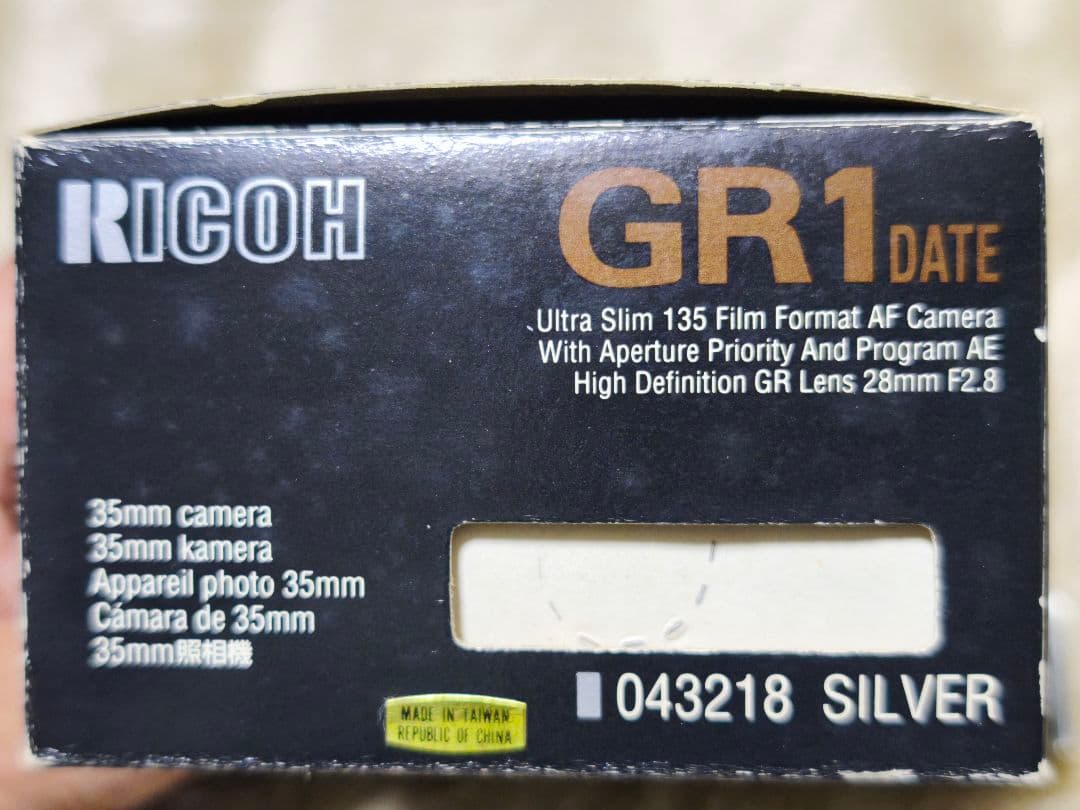 RICOH
GR1 DATE
Ultra Slim 135 Film Format AF Camera
With Aperture Priority And Program AE
High Definition GR Lens 28mm F2.8
35mm camera
35mm kamera
Appareil photo 35mm
Cámara de 35mm
35mm照相機
043218 SILVER
MADE IN TAIWAN
REPUBLIC OF CHINA